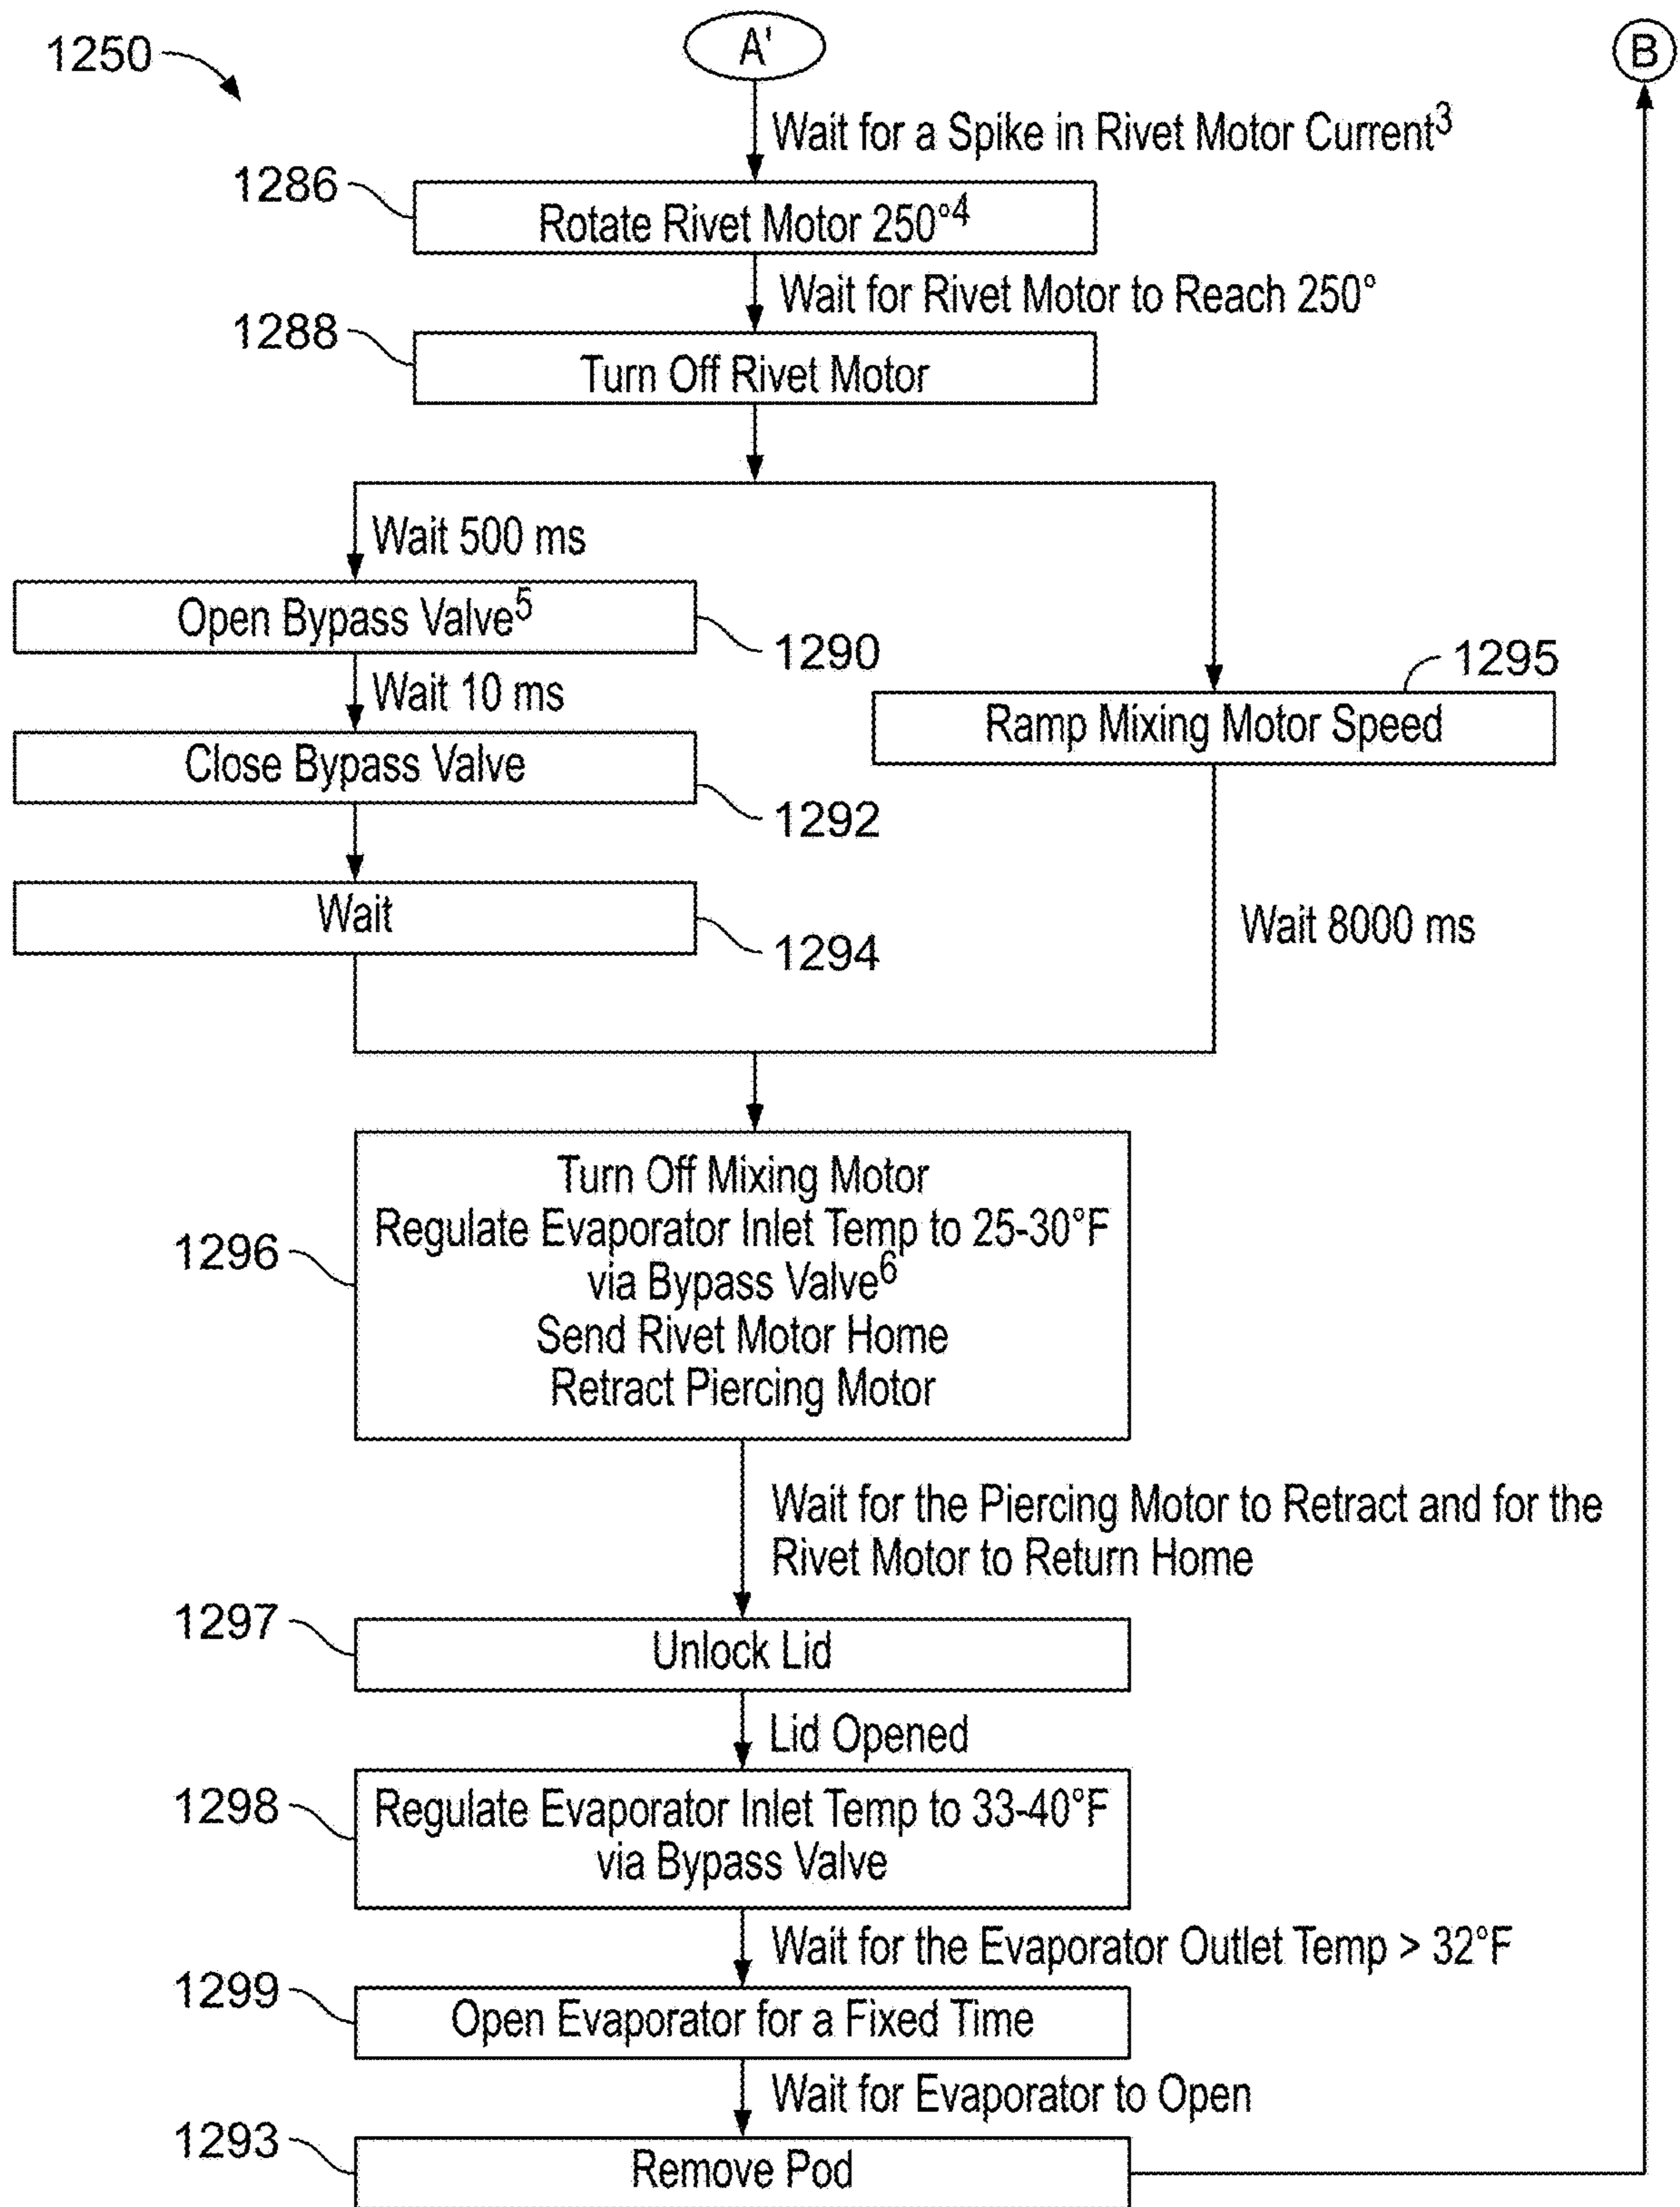 1250
A'
B
Wait for a Spike in Rivet Motor Current³
1286
Rotate Rivet Motor 250°⁴
Wait for Rivet Motor to Reach 250°
1288
Turn Off Rivet Motor
Wait 500 ms
Open Bypass Valve⁵
1290
Wait 10 ms
Close Bypass Valve
1292
Wait
1294
1295
Ramp Mixing Motor Speed
Wait 8000 ms
1296
Turn Off Mixing Motor
Regulate Evaporator Inlet Temp to 25-30°F
via Bypass Valve⁶
Send Rivet Motor Home
Retract Piercing Motor
Wait for the Piercing Motor to Retract and for the
Rivet Motor to Return Home
1297
Unlock Lid
Lid Opened
1298
Regulate Evaporator Inlet Temp to 33-40°F
via Bypass Valve
Wait for the Evaporator Outlet Temp > 32°F
1299
Open Evaporator for a Fixed Time
Wait for Evaporator to Open
1293
Remove Pod